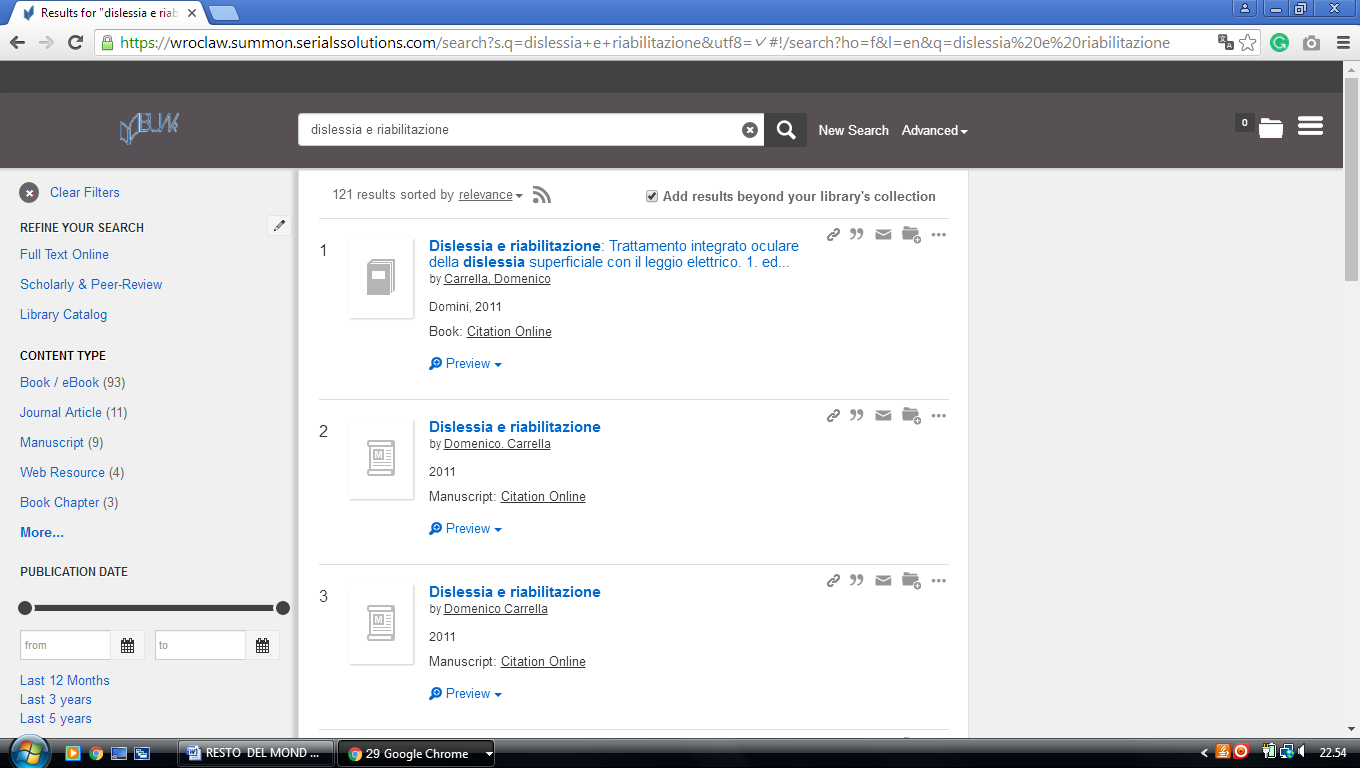 Results for "dislessia e riab
https://wroclaw.summon.serialssolutions.com/search?s.q=dislessia+e+riabilitazione&utf8=✓#!/search?ho=f&l=en&q=dislessia%20e%20riabilitazione
BUWr
dislessia e riabilitazione
New Search
Advanced
0
Clear Filters
REFINE YOUR SEARCH
Full Text Online
Scholarly & Peer-Review
Library Catalog
CONTENT TYPE
Book / eBook (93)
Journal Article (11)
Manuscript (9)
Web Resource (4)
Book Chapter (3)
More...
PUBLICATION DATE
from
to
Last 12 Months
Last 3 years
Last 5 years
121 results sorted by relevance
Add results beyond your library's collection
1
Dislessia e riabilitazione: Trattamento integrato oculare
della dislessia superficiale con il leggio elettrico. 1. ed...
by Carrella, Domenico
Domini, 2011
Book: Citation Online
Preview
2
Dislessia e riabilitazione
by Domenico. Carrella
2011
Manuscript: Citation Online
Preview
3
Dislessia e riabilitazione
by Domenico Carrella
2011
Manuscript: Citation Online
Preview
RESTO DEL MOND ...
29 Google Chrome
22.54